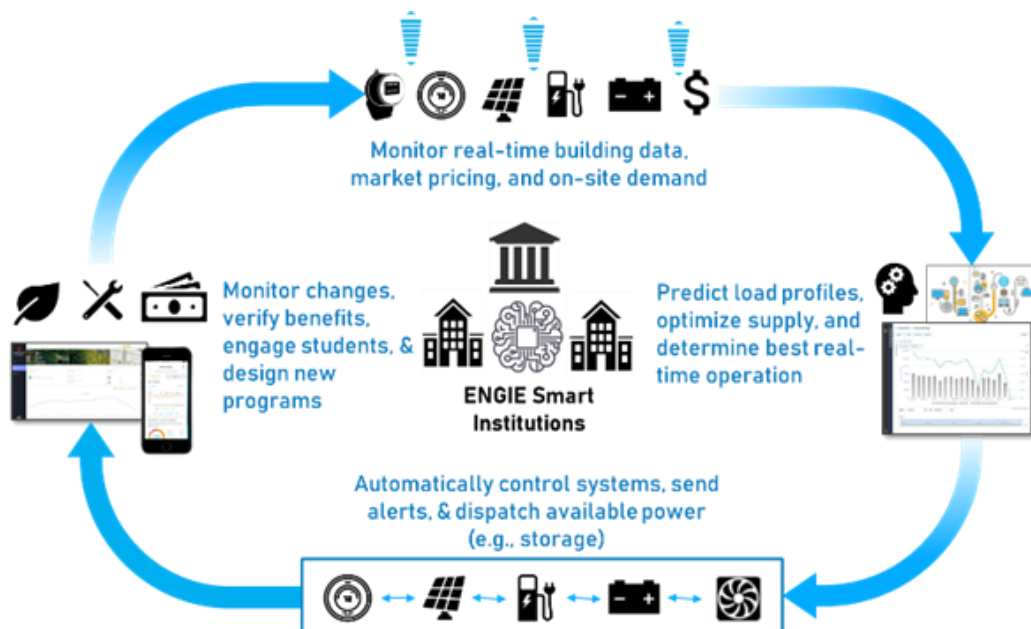 Monitor real-time building data,
market pricing, and on-site demand
Predict load profiles,
optimize supply, and
determine best real-
time operation
Automatically control systems, send
alerts, & dispatch available power
(e.g., storage)
Monitor changes,
verify benefits,
engage students, &
design new
programs
ENGIE Smart
Institutions